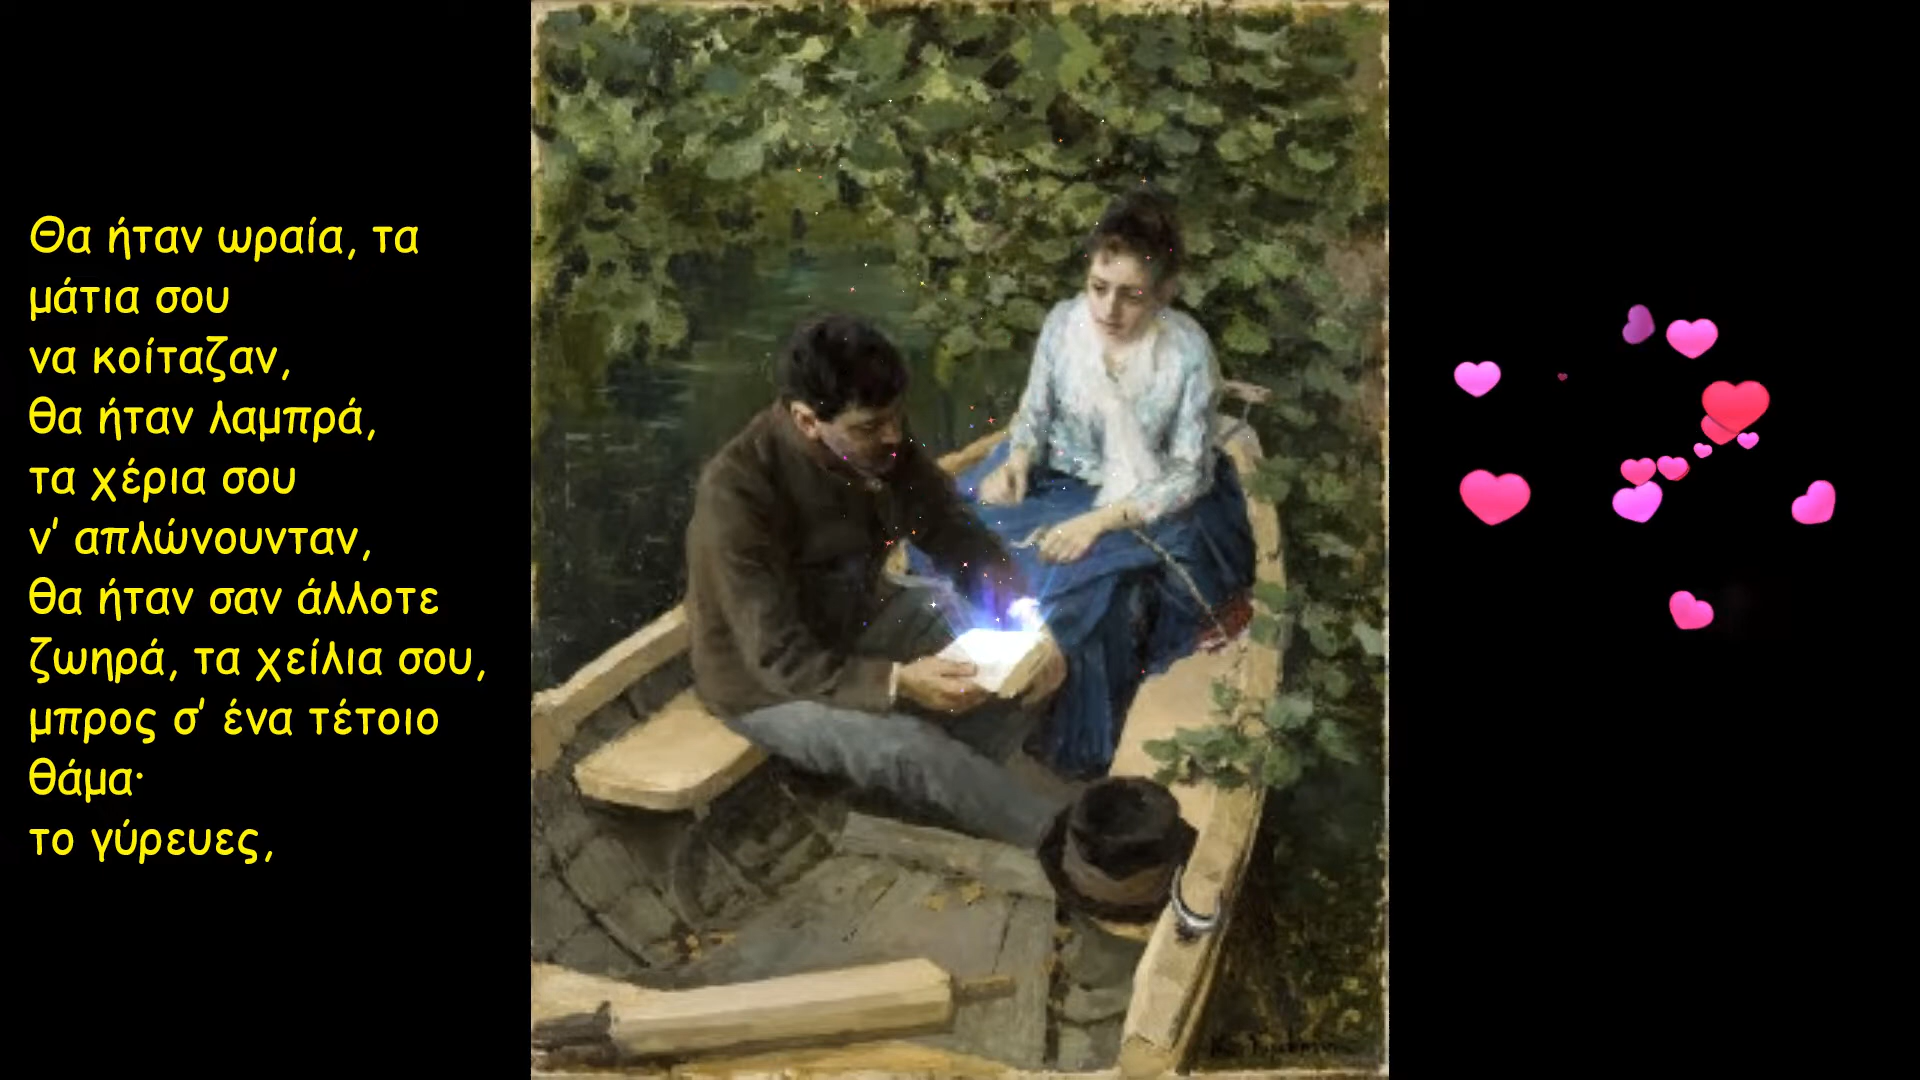 Θα ήταν ωραία, τα
μάτια σου
να κοίταζαν,
θα ήταν λαμπρά,
τα χέρια σου
ν' απλώνουνταν,
θα ήταν σαν άλλοτε
ζωηρά, τα χείλια σου,
μπρος σ' ένα τέτοιο
θάμα·
το γύρευες,